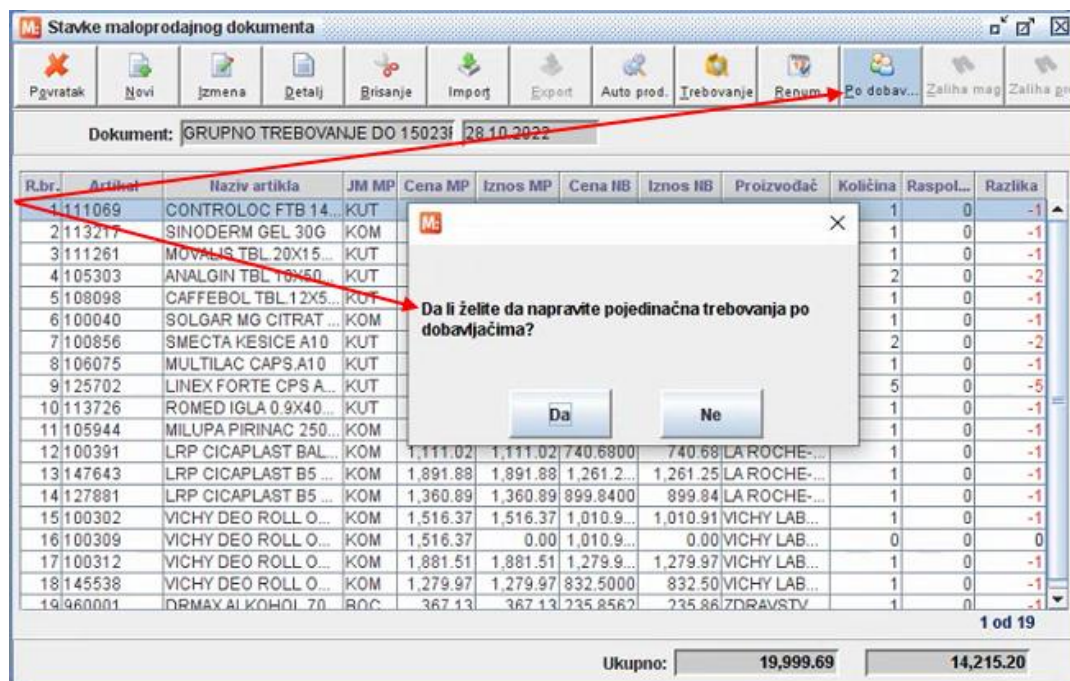 M: Stavke maloprodajnog dokumenta
Povratak Novi Izmena Detalj Brisanje Import Export Auto prod. Trebovanje Renum. Po dobav... Zaliha mag Zaliha pr
Dokument: GRUPNO TREBOVANJE DO 15023 28.10.2022
R.br. Artikal Naziv artikla JM MP Cena MP Iznos MP Cena NB Iznos NB Proizvođač Količina Raspol... Razlika
1 111069 CONTROLOC FTB 14... KUT 1 0 -1
2 113217 SINODERM GEL 30G KOM 1 0 -1
3 111261 MOVALIS TBL.20X15... KUT 1 0 -1
4 105303 ANALGIN TBL 10X50... KUT 2 0 -2
5 108098 CAFFEBOL TBL.12X5... KUT 1 0 -1
6 100040 SOLGAR MG CITRAT ... KOM 1 0 -1
7 100856 SMECTA KESICE A10 KUT 2 0 -2
8 106075 MULTILAC CAPS.A10 KUT 1 0 -1
9 125702 LINEX FORTE CPS A... KUT 5 0 -5
10 113726 ROMED IGLA 0.9X40... KUT 1 0 -1
11 105944 MILUPA PIRINAC 250... KOM 1 0 -1
12 100391 LRP CICAPLAST BAL... KOM 1,111.02 1,111.02 740.6800 740.68 LA ROCHE-... 1 0 -1
13 147643 LRP CICAPLAST B5 ... KOM 1,891.88 1,891.88 1,261.2... 1,261.25 LA ROCHE-... 1 0 -1
14 127881 LRP CICAPLAST B5 ... KOM 1,360.89 1,360.89 899.8400 899.84 LA ROCHE-... 1 0 -1
15 100302 VICHY DEO ROLL O... KOM 1,516.37 1,516.37 1,010.9... 1,010.91 VICHY LAB... 1 0 -1
16 100309 VICHY DEO ROLL O... KOM 1,516.37 0.00 1,010.9... 0.00 VICHY LAB... 0 0 0
17 100312 VICHY DEO ROLL O... KOM 1,881.51 1,881.51 1,279.9... 1,279.97 VICHY LAB... 1 0 -1
18 145538 VICHY DEO ROLL O... KOM 1,279.97 1,279.97 832.5000 832.50 VICHY LAB... 1 0 -1
19 960001 DRMAX ALKOHOL 70 BOC 367.13 367.13 235.8562 235.86 ZDRAVSTV 1 0 -1
M:
Da li želite da napravite pojedinačna trebovanja po
dobavljačima?
Da Ne
1 od 19
Ukupno: 19,999.69 14,215.20